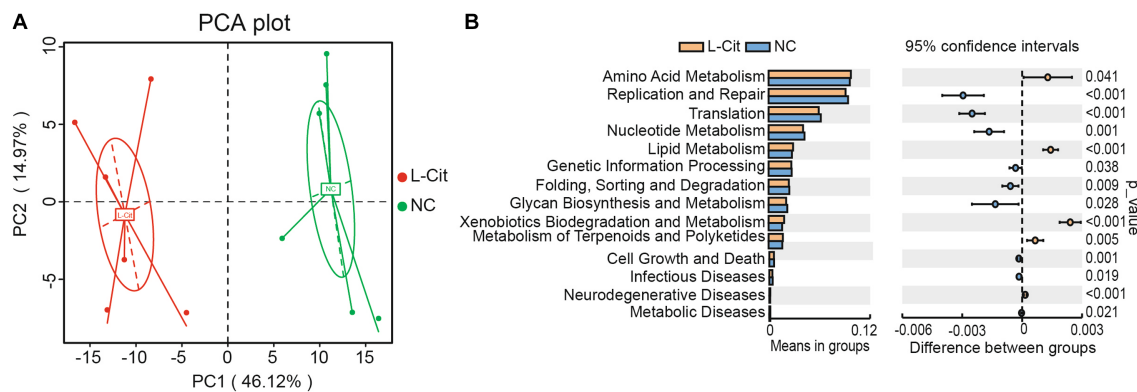 A
PCA plot
10
5
0
-5
PC2 ( 14.97%)
L-Cit
NC
L-Cit
NC
-15
-10
-5
0
5
10
15
PC1 ( 46.12%)
B
L-Cit
NC
95% confidence intervals
Amino Acid Metabolism
0.041
Replication and Repair
<0.001
Translation
<0.001
Nucleotide Metabolism
0.001
Lipid Metabolism
<0.001
Genetic Information Processing
0.038
Folding, Sorting and Degradation
0.009
Glycan Biosynthesis and Metabolism
0.028
Xenobiotics Biodegradation and Metabolism
<0.001
Metabolism of Terpenoids and Polyketides
0.005
Cell Growth and Death
0.001
Infectious Diseases
0.019
Neurodegenerative Diseases
<0.001
Metabolic Diseases
0.021
p_value
0
0.12
Means in groups
-0.006
-0.003
0
0.003
Difference between groups